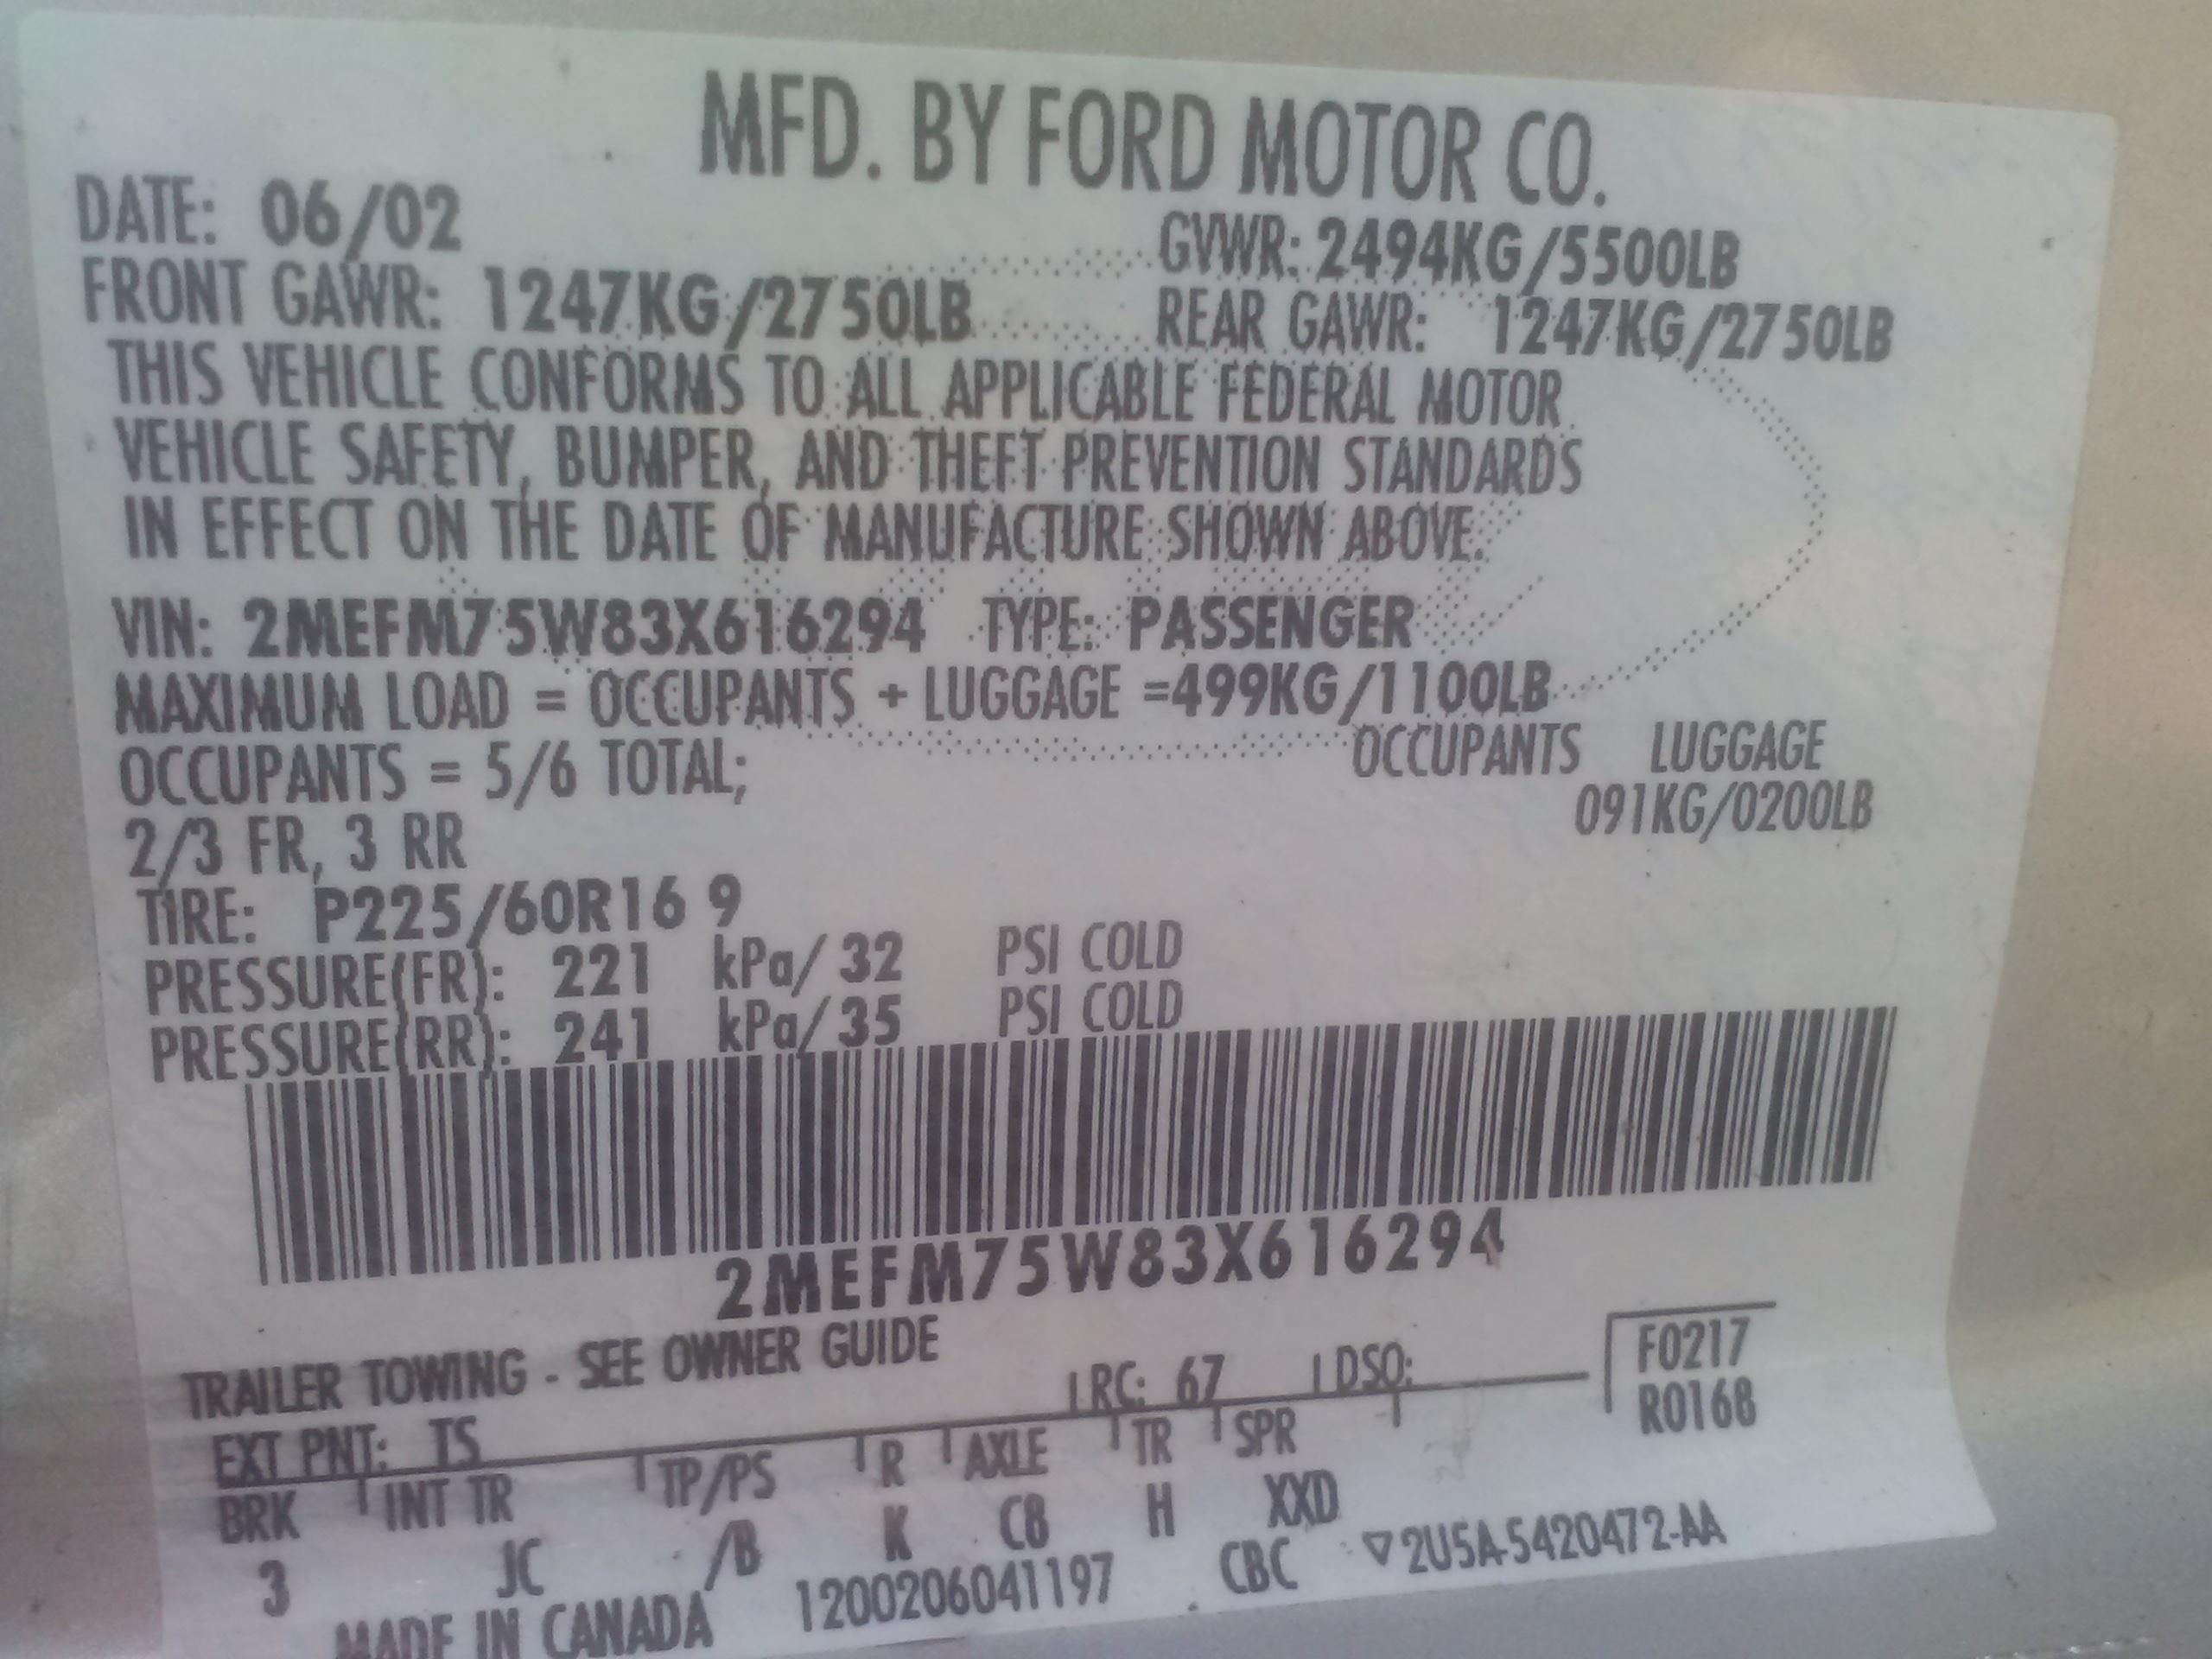 MFD. BY FORD MOTOR CO.
DATE: 06/02
GVWR: 2494KG/5500LB
FRONT GAWR: 1247KG/2750LB REAR GAWR: 1247KG/2750LB
THIS VEHICLE CONFORMS TO ALL APPLICABLE FEDERAL MOTOR
VEHICLE SAFETY, BUMPER, AND THEFT PREVENTION STANDARDS
IN EFFECT ON THE DATE OF MANUFACTURE SHOWN ABOVE.
VIN: 2MEFM75W83X616294 TYPE: PASSENGER
MAXIMUM LOAD = OCCUPANTS + LUGGAGE =499KG/1100LB
OCCUPANTS = 5/6 TOTAL; OCCUPANTS LUGGAGE
2/3 FR, 3 RR 091KG/0200LB
TIRE: P225/60R16 9
PRESSURE(FR): 221 kPa/ 32 PSI COLD
PRESSURE(RR): 241 kPa/ 35 PSI COLD
2MEFM75W83X616294
TRAILER TOWING - SEE OWNER GUIDE
EXT PNT: TS RC: 67 DSO: F0217
R0168
BRK INT TR TP/PS R AXLE TR SPR
3 JC /B K C8 H XXD
MADE IN CANADA 1200206041197 CBC ▽2U5A-5420472-AA